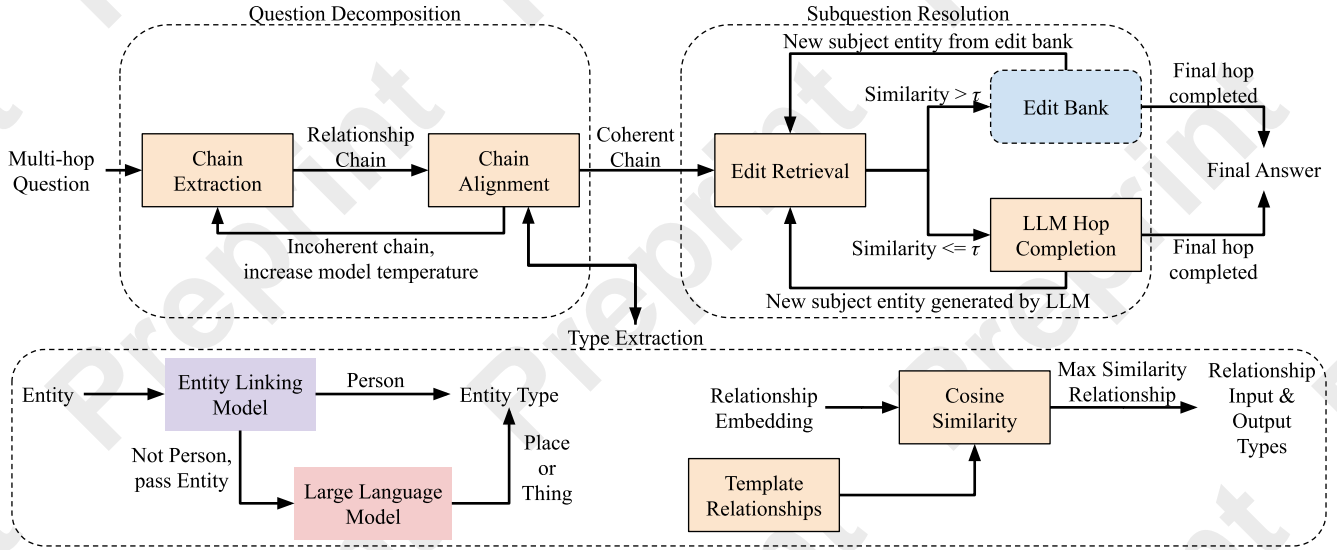 Question Decomposition
Subquestion Resolution
Multi-hop
Question
Chain
Extraction
Relationship
Chain
Chain
Alignment
Incoherent chain,
increase model temperature
Coherent
Chain
New subject entity from edit bank
Edit Retrieval
Similarity > τ
Edit Bank
Similarity <= τ
LLM Hop
Completion
New subject entity generated by LLM
Final hop
completed
Final Answer
Final hop
completed
Type Extraction
Entity
Entity Linking
Model
Person
Entity Type
Not Person,
pass Entity
Large Language
Model
Place
or
Thing
Relationship
Embedding
Cosine
Similarity
Template
Relationships
Max Similarity
Relationship
Relationship
Input &
Output
Types
Preprint
Preprint
Preprint